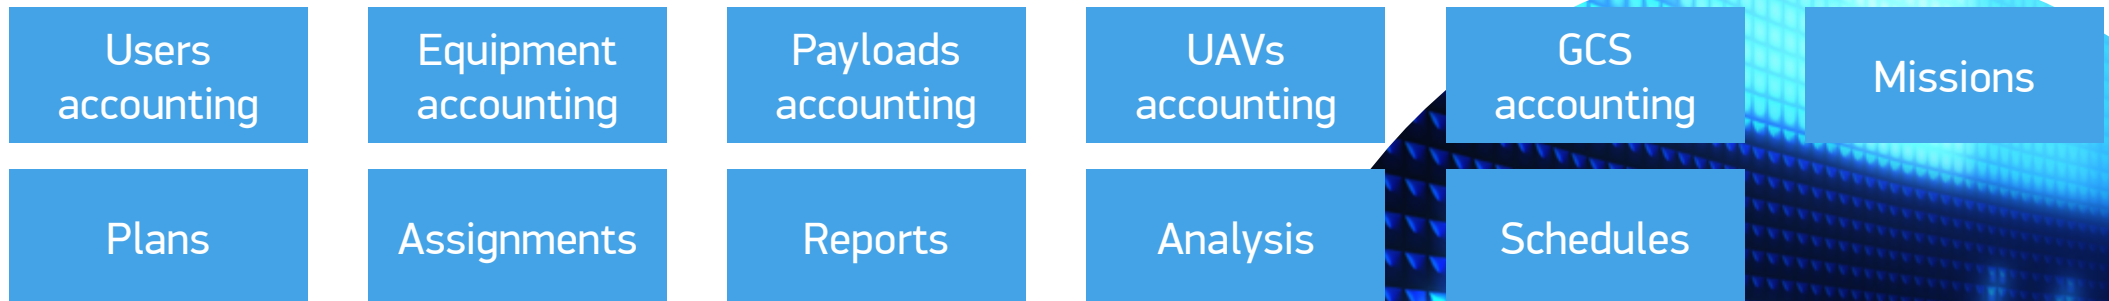 Users
accounting
Equipment
accounting
Payloads
accounting
UAVs
accounting
GCS
accounting
Missions
Plans
Assignments
Reports
Analysis
Schedules